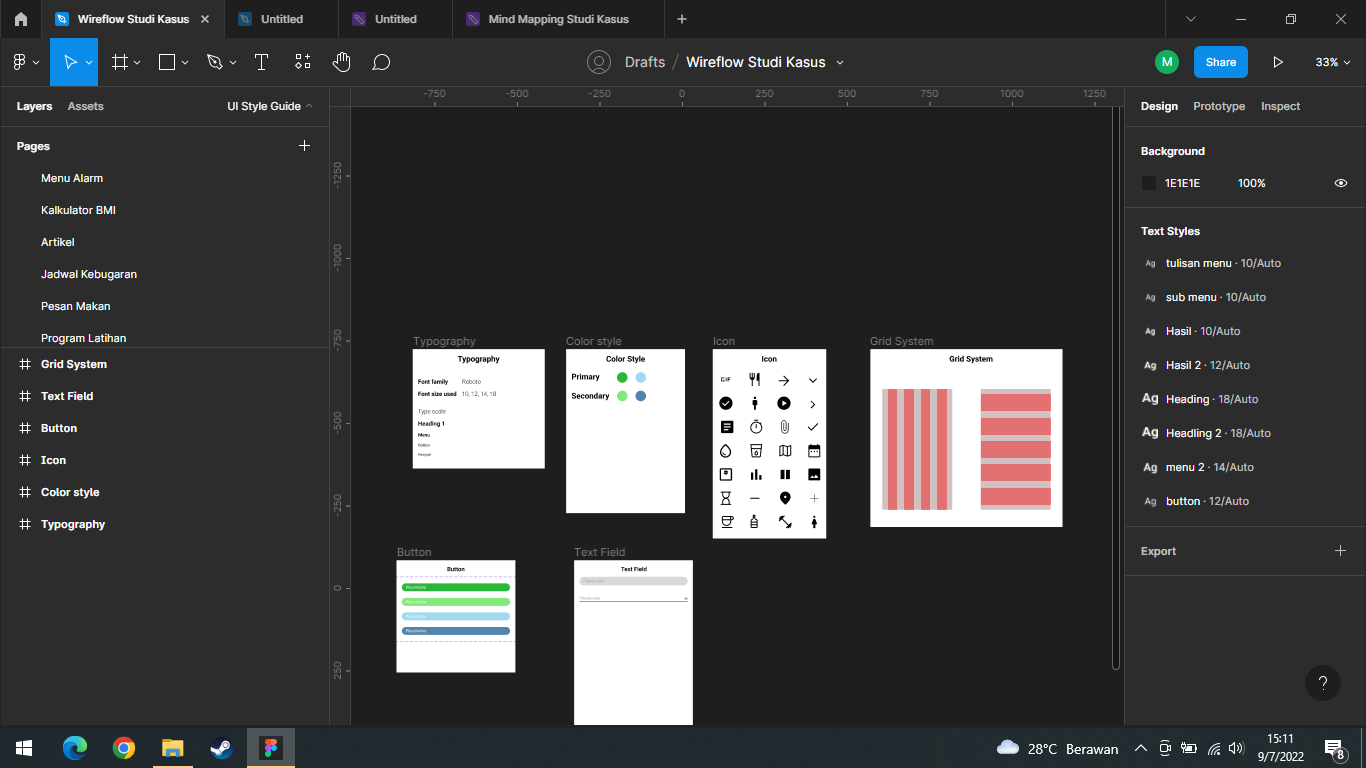 Wireflow Studi Kasus
Untitled
Untitled
Mind Mapping Studi Kasus
Drafts / Wireflow Studi Kasus
M
Share
33%
Layers
Assets
UI Style Guide
Pages
Menu Alarm
Kalkulator BMI
Artikel
Jadwal Kebugaran
Pesan Makan
Program Latihan
Grid System
Text Field
Button
Icon
Color style
Typography
-750
-500
-250
0
250
500
750
1000
1250
-1250
-1000
-750
-500
-250
0
250
Typography
Typography
Font family Roboto
Font size used 10, 12, 14, 18
Type scale
Heading 1
Menu
Button
Color style
Color Style
Primary
Secondary
Icon
Icon
GIF
Grid System
Grid System
Button
Button
Placeholder
Placeholder
Placeholder
Placeholder
Text Field
Text Field
Placeholder
Placeholder
Design
Prototype
Inspect
Background
1E1E1E
100%
Text Styles
Ag tulisan menu · 10/Auto
Ag sub menu · 10/Auto
Ag Hasil · 10/Auto
Ag Hasil 2 · 12/Auto
Ag Heading · 18/Auto
Ag Headling 2 · 18/Auto
Ag menu 2 · 14/Auto
Ag button · 12/Auto
Export
?
28°C Berawan
15:11
9/7/2022
8